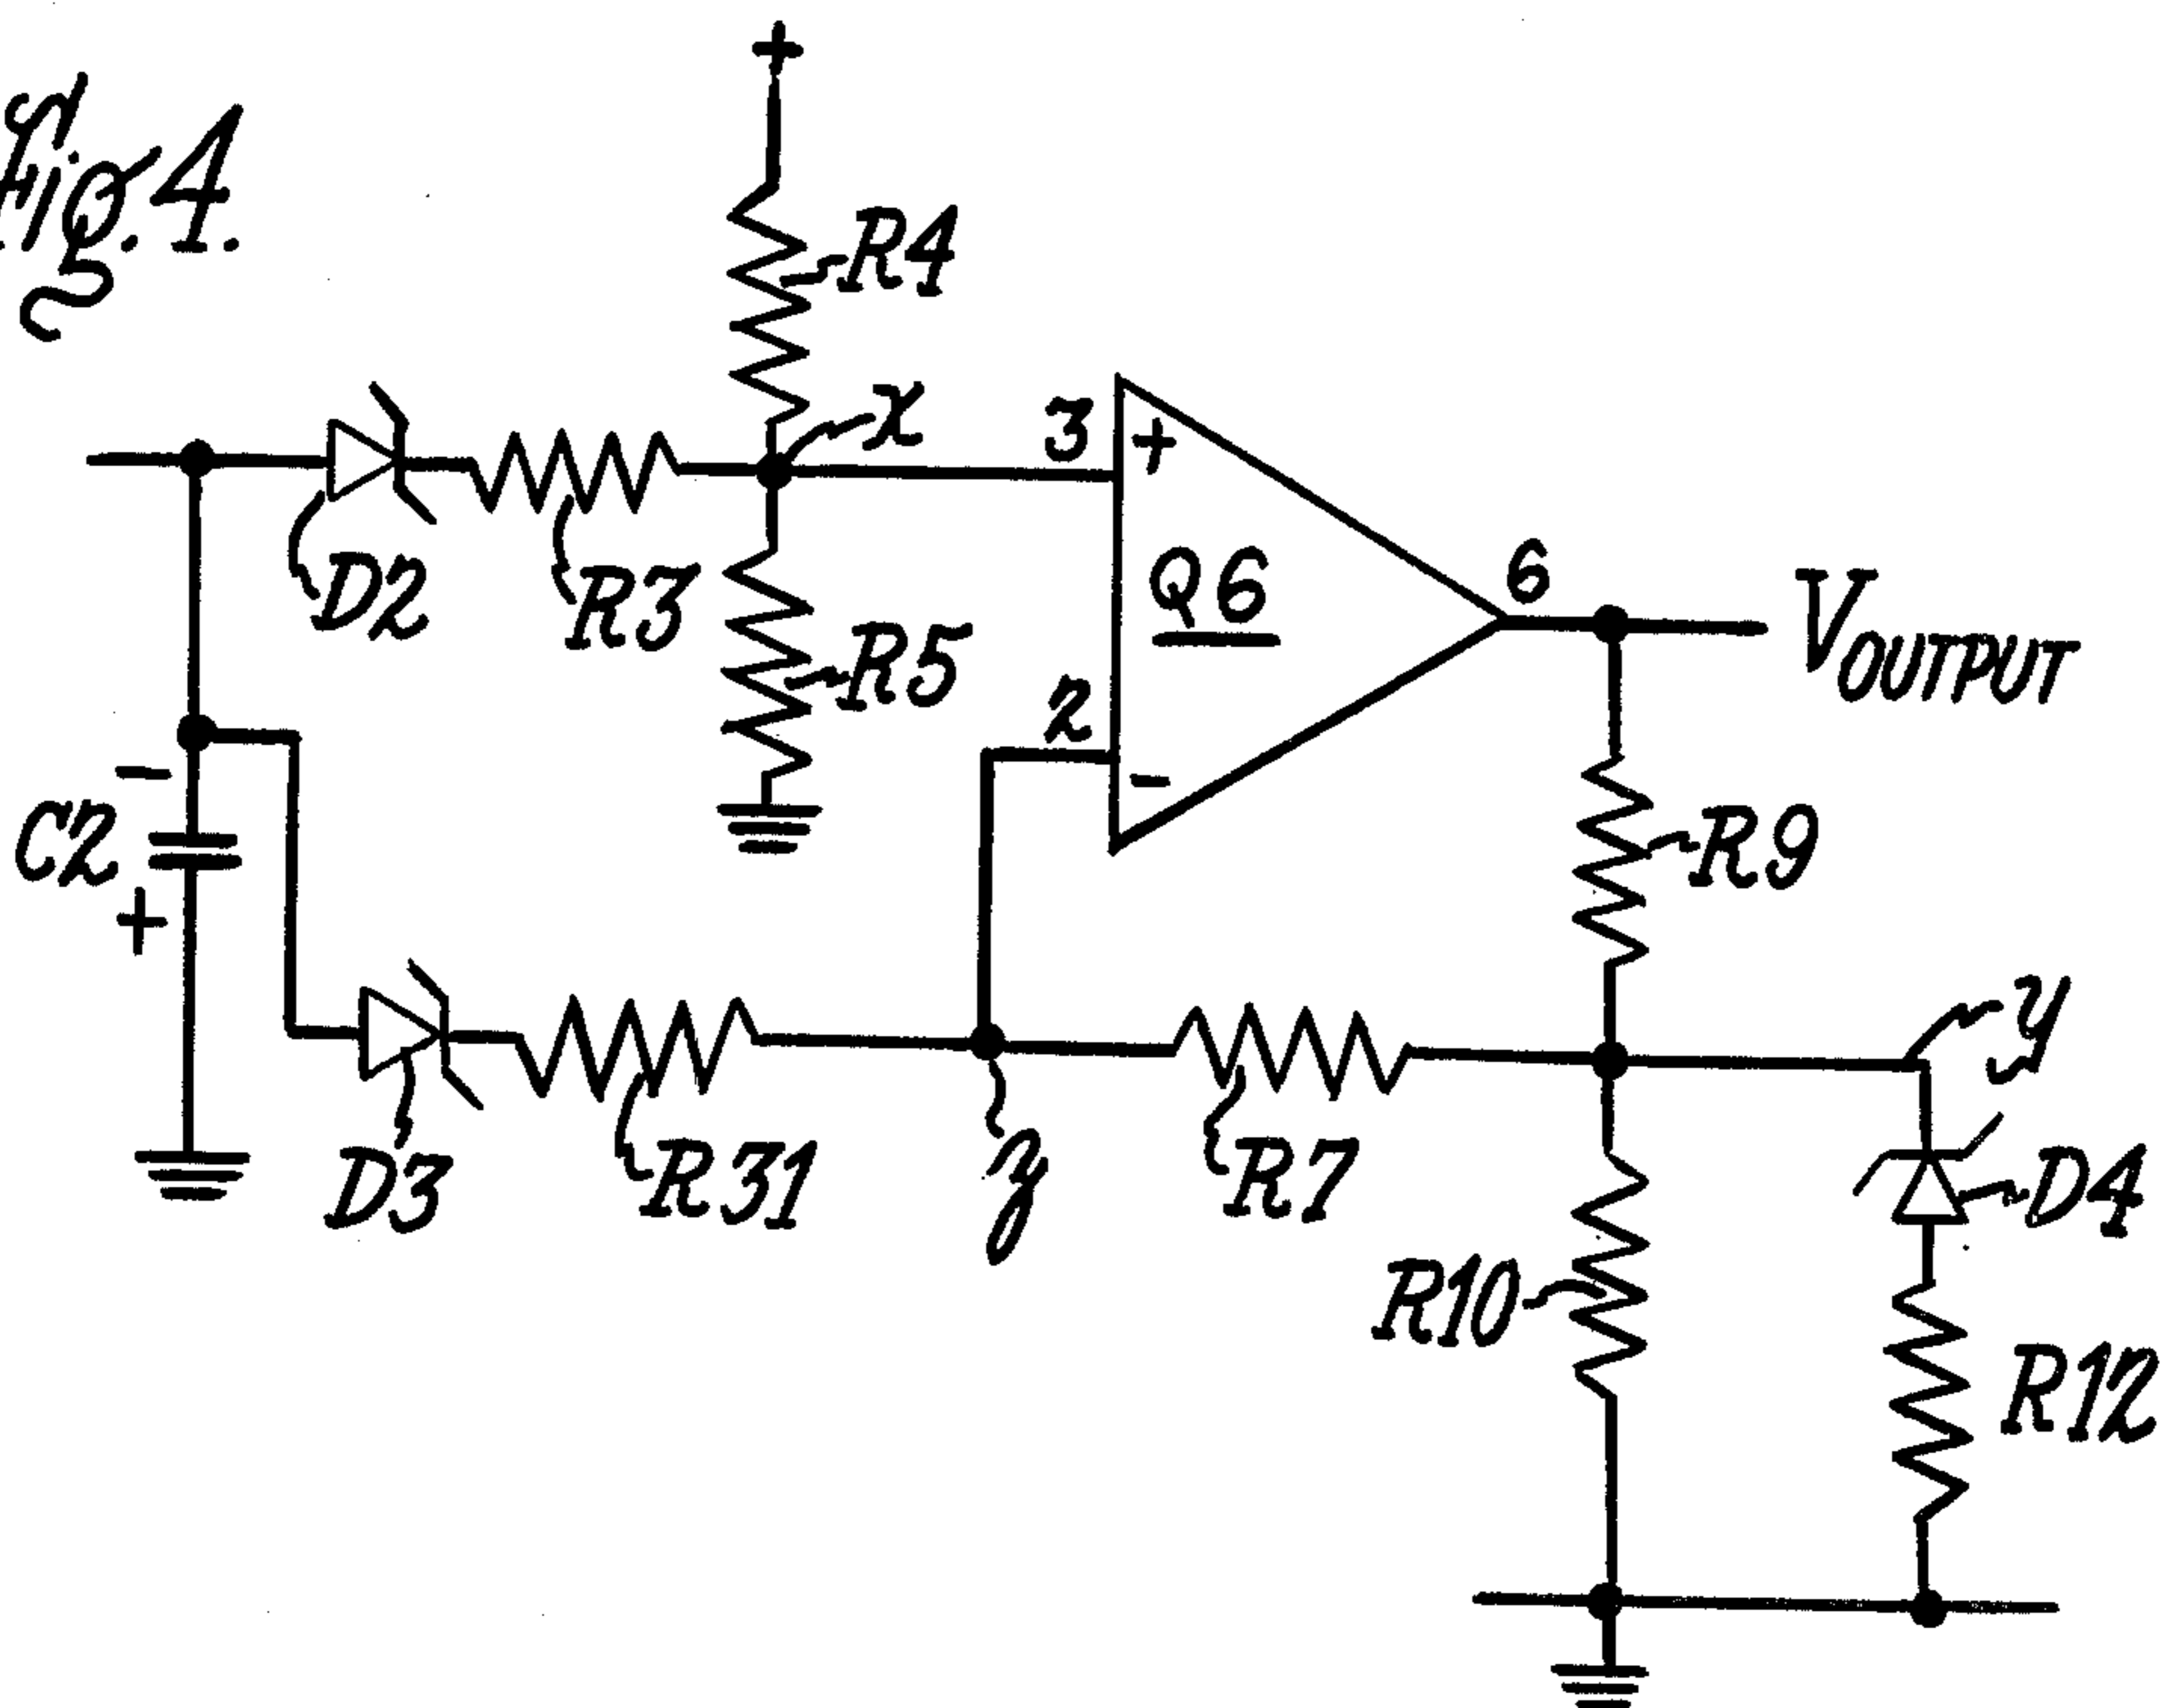 Fig. 4.
+
R4
X
3
+
D2
R3
Q6
6
VOUTPUT
R5
2
-
-
C2
+
R9
y
D3
R31
z
R7
D4
R10
R12